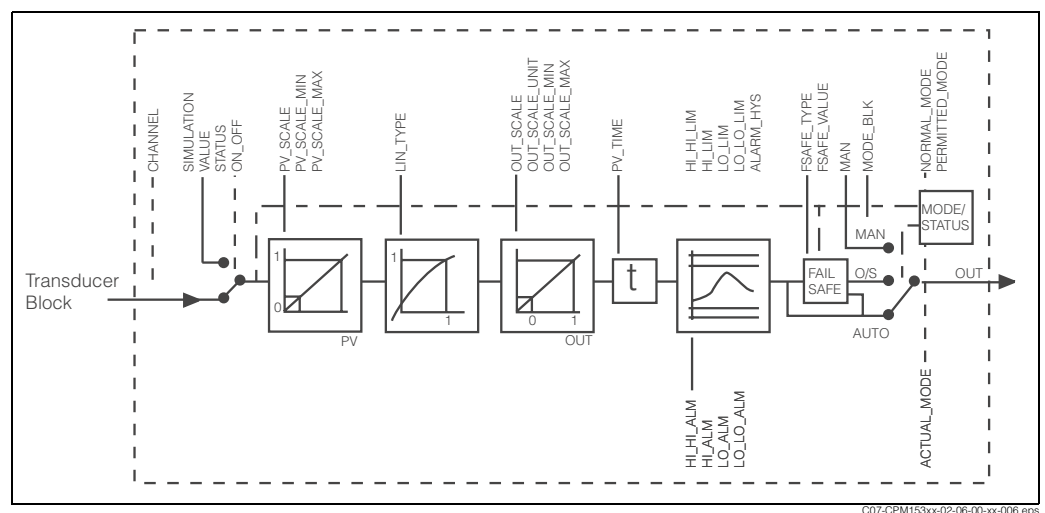 CHANNEL
SIMULATION
VALUE
STATUS
ON_OFF
PV_SCALE
PV_SCALE_MIN
PV_SCALE_MAX
LIN_TYPE
OUT_SCALE
OUT_SCALE_UNIT
OUT_SCALE_MIN
OUT_SCALE_MAX
PV_TIME
HI_HI_LIM
HI_LIM
LO_LIM
LO_LO_LIM
ALARM_HYS
FSAFE_TYPE
FSAFE_VALUE
MAN
MODE_BLK
NORMAL_MODE
PERMITTED_MODE
MODE/
STATUS
MAN
Transducer
Block
1
0
PV
1
1
0
1
OUT
t
FAIL
SAFE
O/S
AUTO
OUT
HI_HI_ALM
HI_ALM
LO_ALM
LO_LO_ALM
ACTUAL_MODE
C07-CPM153xx-02-06-00-xx-006.eps